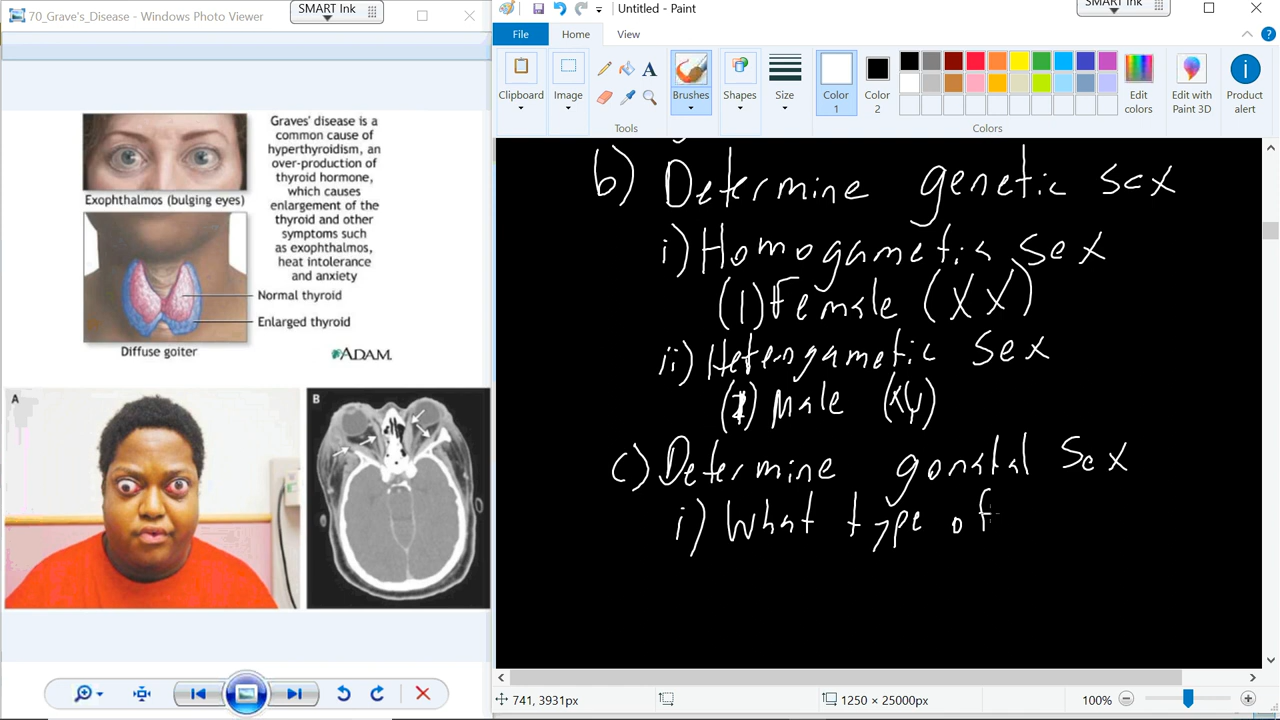 70_Grave's_Disease - Windows Photo Viewer
SMART Ink
Untitled - Paint
SMART Ink
File
Home
View
Clipboard
Image
Tools
Brushes
Shapes
Size
Color 1
Color 2
Colors
Edit colors
Edit with Paint 3D
Product alert
Graves' disease is a
common cause of
hyperthyroidism, an
over-production of
thyroid hormone,
which causes
enlargement of the
thyroid and other
symptoms such
as exophthalmos,
heat intolerance
and anxiety
Exophthalmos (bulging eyes)
Normal thyroid
Enlarged thyroid
Diffuse goiter
ADAM.
A
B
b) Determine genetic sex
i) Homogametic sex
(1) Female (XX)
ii) Heterogametic sex
(1) Male (XY)
c) Determine gonatal Sex
i) What type of
741, 3931px
1250 × 25000px
100%